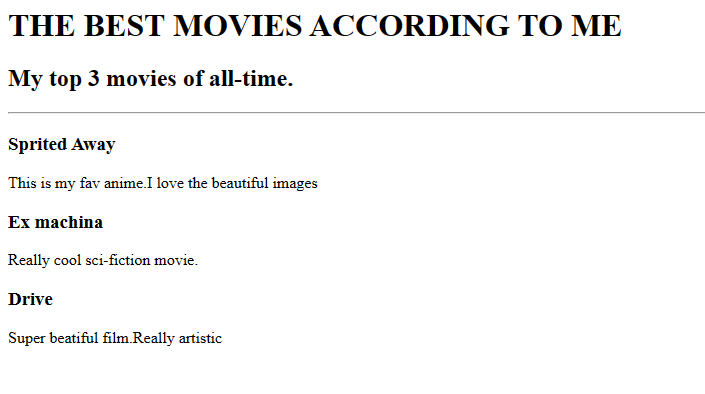 THE BEST MOVIES ACCORDING TO ME
My top 3 movies of all-time.
Sprited Away
This is my fav anime.I love the beautiful images
Ex machina
Really cool sci-fiction movie.
Drive
Super beatiful film.Really artistic